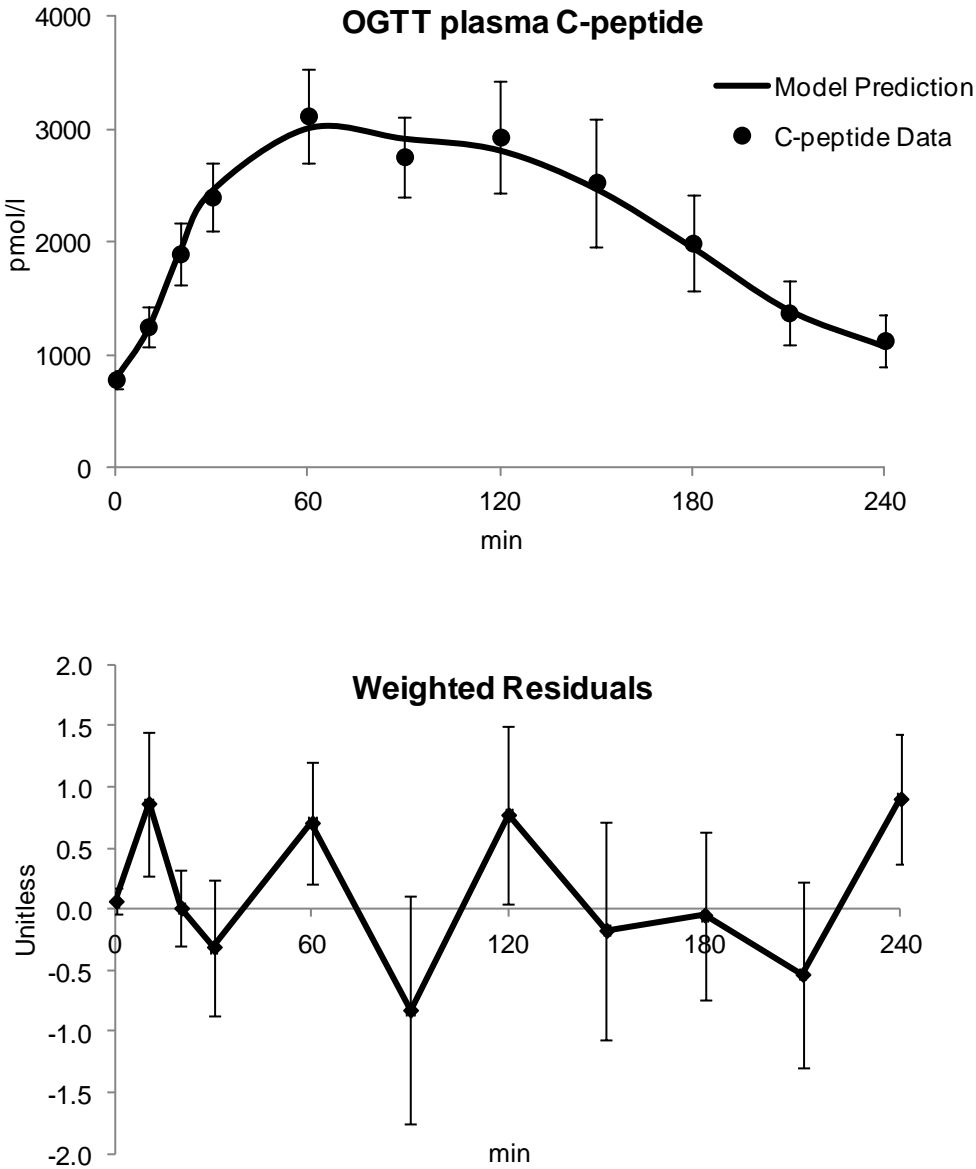 OGTT plasma C-peptide
4000
3000
2000
1000
0
pmol/l
Model Prediction
C-peptide Data
0 60 120 180 240
min
Weighted Residuals
2.0
1.5
1.0
0.5
0.0
-0.5
-1.0
-1.5
-2.0
Unitless
0 60 120 180 240
min